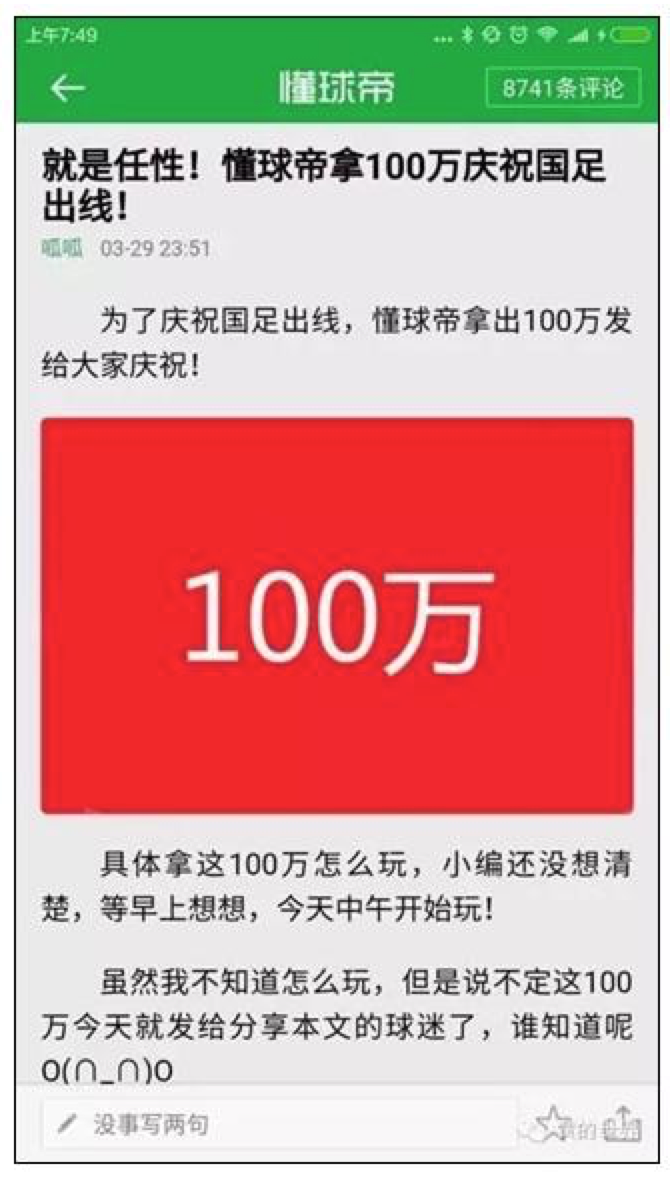 上午7:49
...
懂球帝
8741条评论
就是任性！懂球帝拿100万庆祝国足
出线！
呱呱 03-29 23:51
为了庆祝国足出线，懂球帝拿出100万发
给大家庆祝！
100万
具体拿这100万怎么玩，小编还没想清
楚，等早上想想，今天中午开始玩！
虽然我不知道怎么玩，但是说不定这100
万今天就发给分享本文的球迷了，谁知道呢
O(∩_∩)O
没事写两句